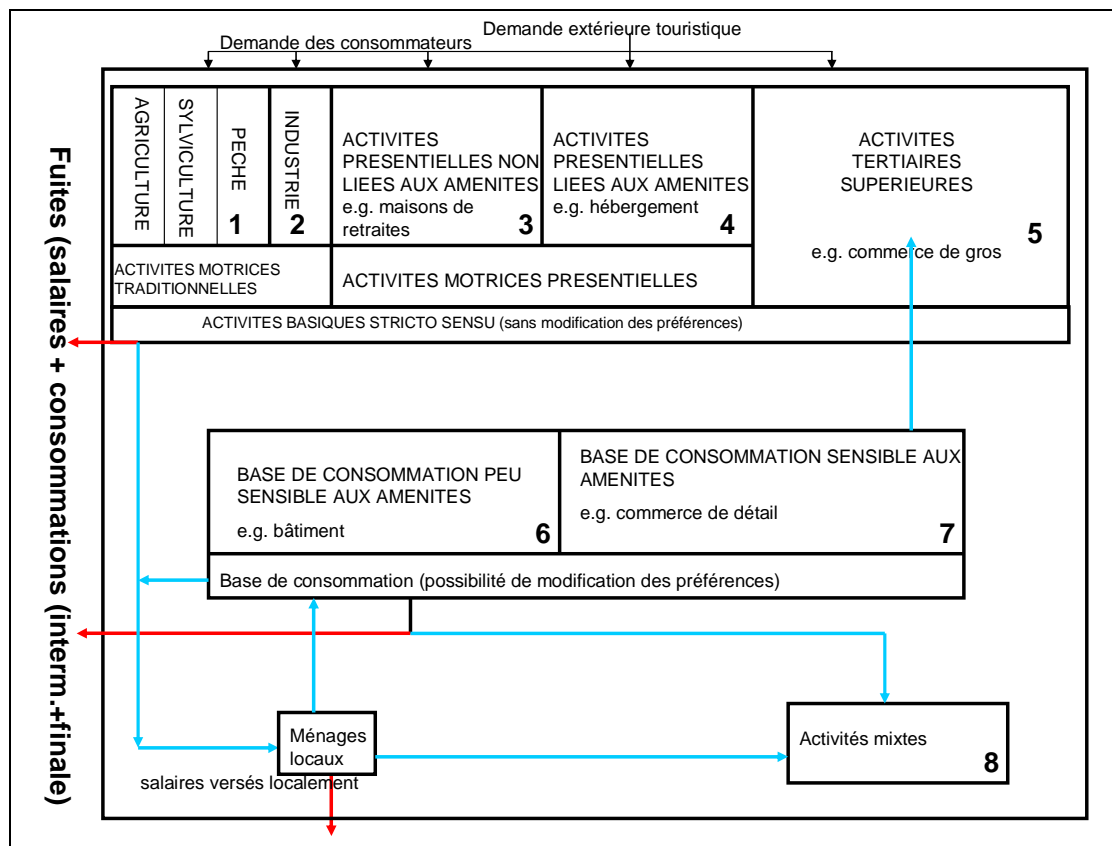 Demande extérieure touristique
Demande des consommateurs
AGRICULTURE
SYLVICULTURE
PECHE
1
INDUSTRIE
2
ACTIVITES
PRESENTIELLES NON
LIEES AUX AMENITES
e.g. maisons de
retraites
3
ACTIVITES
PRESENTIELLES
LIEES AUX AMENITES
e.g. hébergement
4
ACTIVITES
TERTIAIRES
SUPERIEURES
e.g. commerce de gros
5
ACTIVITES MOTRICES
TRADITIONNELLES
ACTIVITES MOTRICES PRESENTIELLES
ACTIVITES BASIQUES STRICTO SENSU (sans modification des préférences)
Fuites (salaires + consommations (interm.+finale)
BASE DE CONSOMMATION PEU
SENSIBLE AUX AMENITES
e.g. bâtiment
6
BASE DE CONSOMMATION SENSIBLE AUX
AMENITES
e.g. commerce de détail
7
Base de consommation (possibilité de modification des préférences)
Ménages
locaux
salaires versés localement
Activités mixtes
8